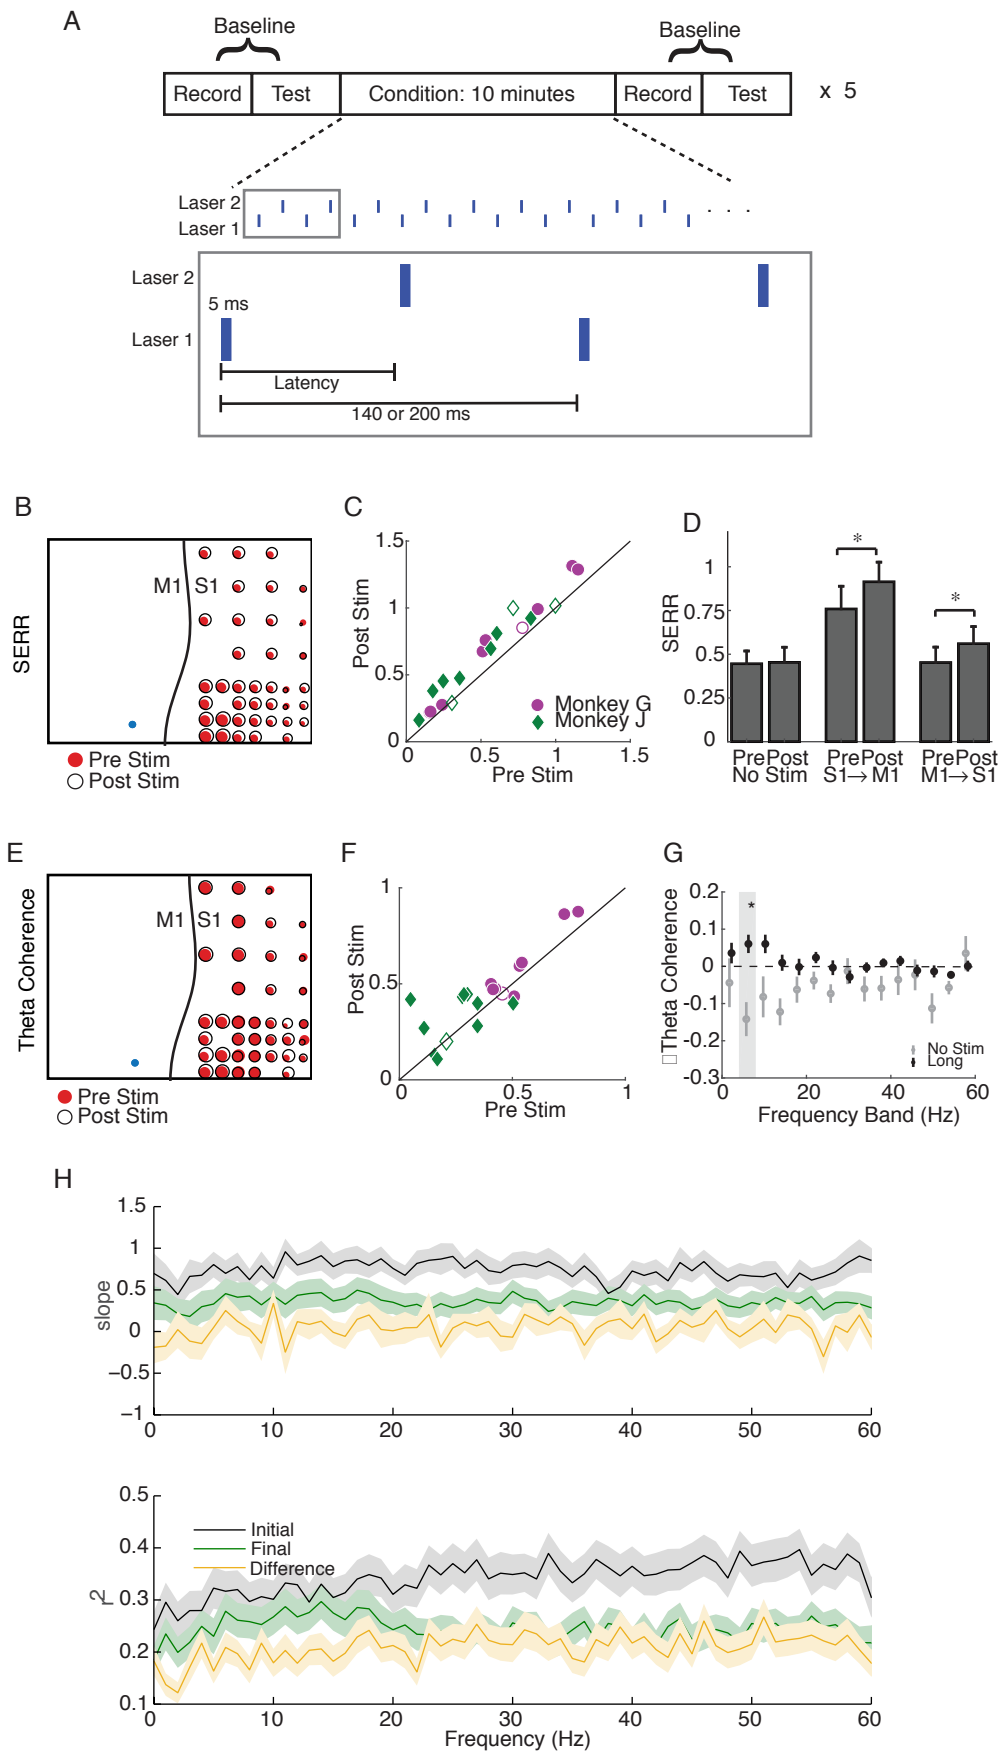 A
Baseline
Baseline
Record
Test
Condition: 10 minutes
Record
Test
x 5
Laser 2
Laser 1
. . .
Laser 2
5 ms
Laser 1
Latency
140 or 200 ms
B
SERR
M1
S1
Pre Stim
Post Stim
C
Post Stim
1.5
1
0.5
0
0
0.5
1
1.5
Monkey G
Monkey J
Pre Stim
D
SERR
1
0.75
0.5
0.25
0
*
*
Pre Post
No Stim
Pre Post
S1→M1
Pre Post
M1→S1
E
Theta Coherence
M1
S1
Pre Stim
Post Stim
F
Post Stim
1
0.5
0
0
0.5
1
Pre Stim
G
□Theta Coherence
0.2
0.1
0
-0.1
-0.2
-0.3
*
No Stim
Long
20
40
60
Frequency Band (Hz)
H
slope
1.5
1
0.5
0
−0.5
−1
0
10
20
30
40
50
60
r2
0.5
0.4
0.3
0.2
0.1
Initial
Final
Difference
0
10
20
30
40
50
60
Frequency (Hz)